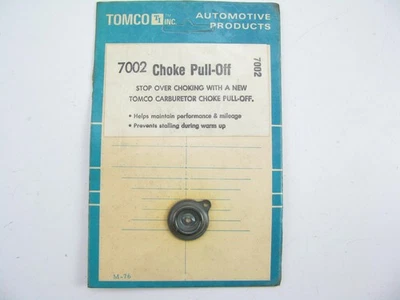 TOMCO INC.
AUTOMOTIVE
PRODUCTS
7002 Choke Pull-Off
7002
STOP OVER CHOKING WITH A NEW
TOMCO CARBURETOR CHOKE PULL-OFF.
• Helps maintain performance & mileage
• Prevents stalling during warm up